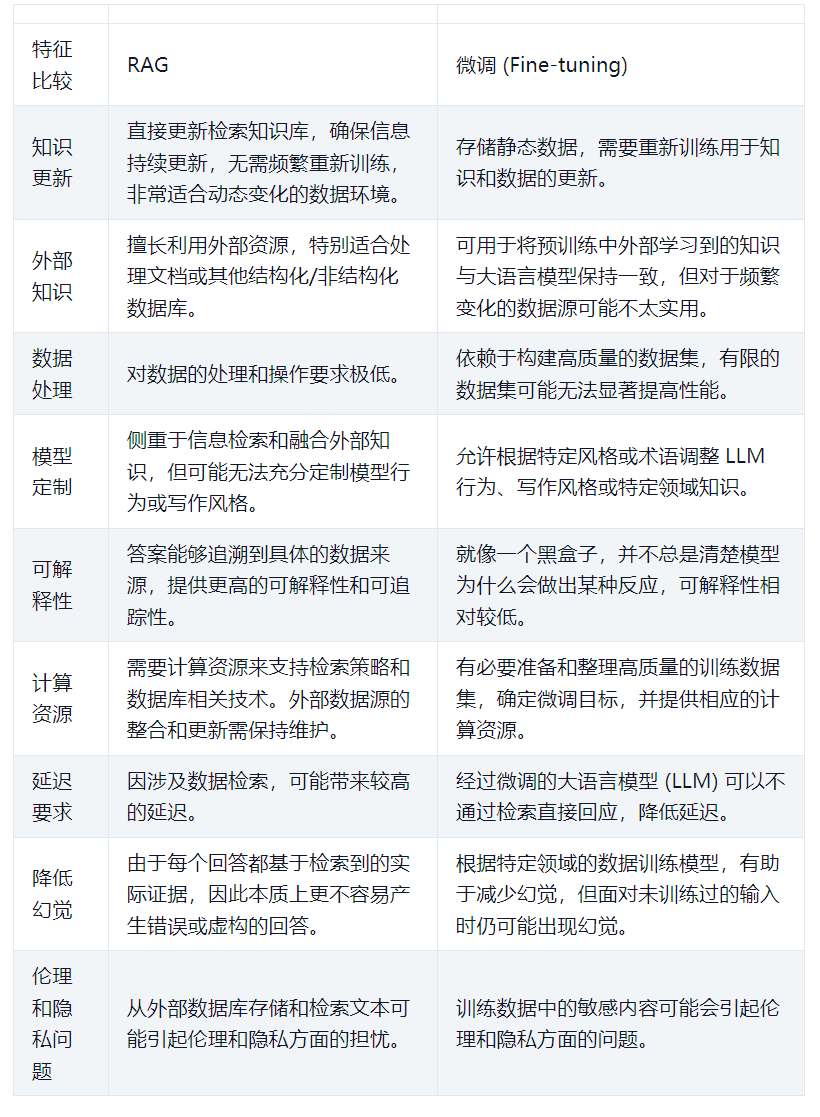 特征
比较
RAG
微调 (Fine-tuning)
知识
更新
直接更新检索知识库，确保信息
持续更新，无需频繁重新训练，
非常适合动态变化的数据环境。
存储静态数据，需要重新训练用于知
识和数据的更新。
外部
知识
擅长利用外部资源，特别适合处
理文档或其他结构化/非结构化
数据库。
可用于将预训练中外部学习到的知识
与大语言模型保持一致，但对于频繁
变化的数据源可能不太实用。
数据
处理
对数据的处理和操作要求极低。
依赖于构建高质量的数据集，有限的
数据集可能无法显著提高性能。
模型
定制
侧重于信息检索和融合外部知
识，但可能无法充分定制模型行
为或写作风格。
允许根据特定风格或术语调整 LLM
行为、写作风格或特定领域知识。
可解
释性
答案能够追溯到具体的数据来
源，提供更高的可解释性和可追
踪性。
就像一个黑盒子，并不总是清楚模型
为什么会做出某种反应，可解释性相
对较低。
计算
资源
需要计算资源来支持检索策略和
数据库相关技术。外部数据源的
整合和更新需保持维护。
有必要准备和整理高质量的训练数据
集，确定微调目标，并提供相应的计
算资源。
延迟
要求
因涉及数据检索，可能带来较高
的延迟。
经过微调的大语言模型 (LLM) 可以不
通过检索直接回应，降低延迟。
降低
幻觉
由于每个回答都基于检索到的实
际证据，因此本质上更不容易产
生错误或虚构的回答。
根据特定领域的数据训练模型，有助
于减少幻觉，但面对未训练过的输入
时仍可能出现幻觉。
伦理
和隐
私问
题
从外部数据库存储和检索文本可
能引起伦理和隐私方面的担忧。
训练数据中的敏感内容可能会引起伦
理和隐私方面的问题。